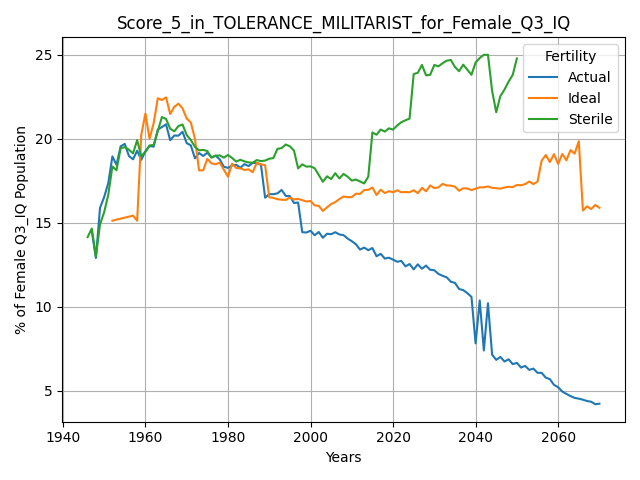 Score_5_in_TOLERANCE_MILITARIST_for_Female_Q3_IQ
% of Female Q3_IQ Population
25
20
15
10
5
Fertility
Actual
Ideal
Sterile
1940 1960 1980 2000 2020 2040 2060
Years